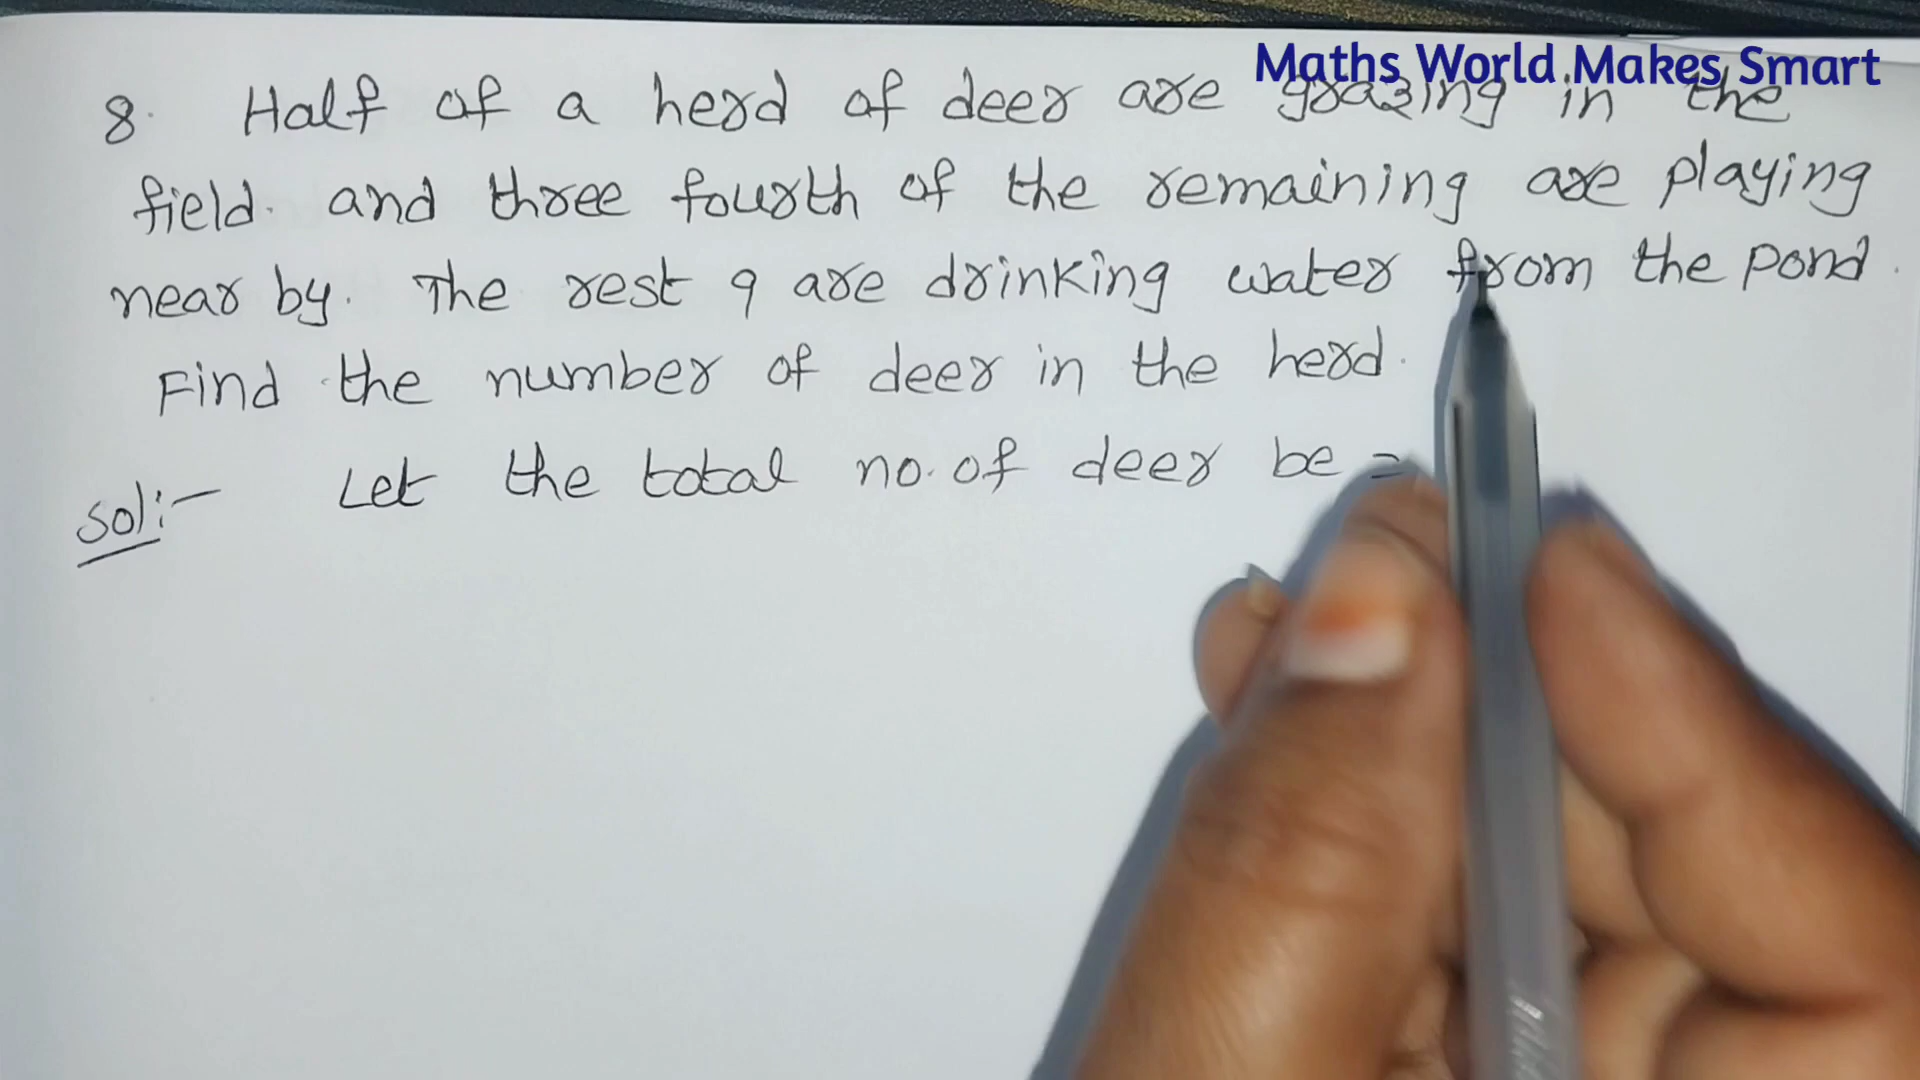 Maths World Makes Smart
8. Half of a herd of deer are grazing in the
field. and three fourth of the remaining are playing
near by. The rest 9 are drinking water from the pond.
Find the number of deer in the herd.
Sol:- Let the total no. of deer be =